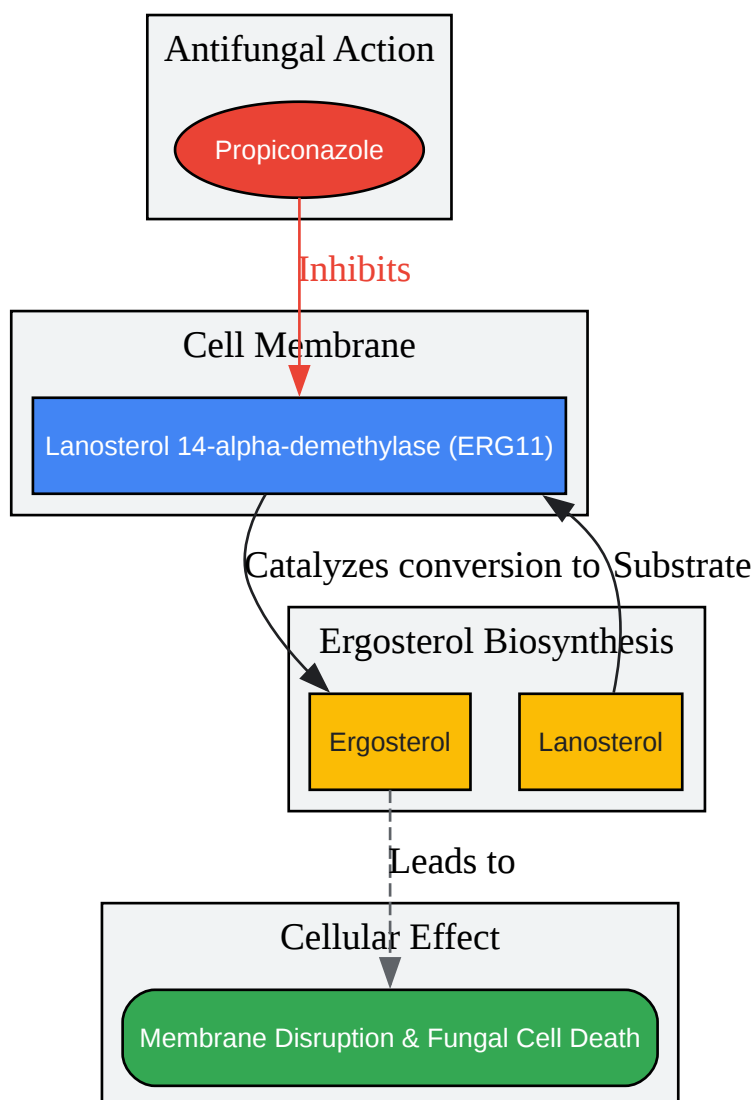 Antifungal Action
Propiconazole
Inhibits
Cell Membrane
Lanosterol 14-alpha-demethylase (ERG11)
Catalyzes conversion to
Substrate
Ergosterol Biosynthesis
Ergosterol
Lanosterol
Leads to
Cellular Effect
Membrane Disruption & Fungal Cell Death